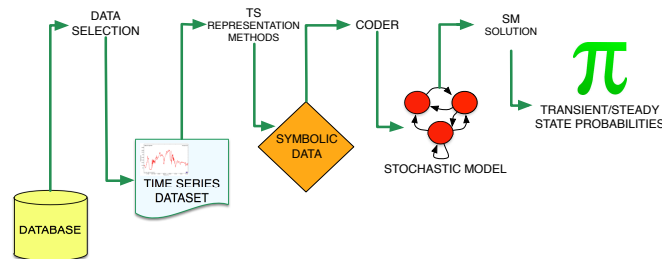 DATA
SELECTION
TS
REPRESENTATION
METHODS
CODER
SM
SOLUTION
π
TRANSIENT/STEADY
STATE PROBABILITIES
SYMBOLIC
DATA
STOCHASTIC MODEL
TIME SERIES
DATASET
DATABASE